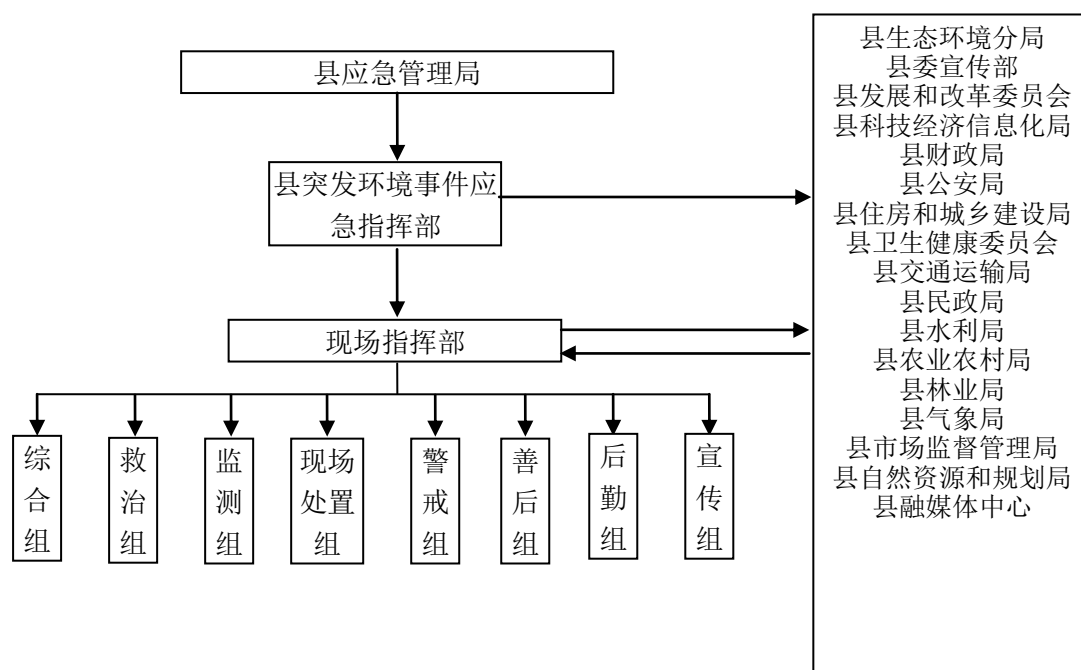 县应急管理局
县突发环境事件应
急指挥部
现场指挥部
综
合
组
救
治
组
监
测
组
现场
处置
组
警
戒
组
善
后
组
后
勤
组
宣
传
组
县生态环境分局
县委宣传部
县发展和改革委员会
县科技经济信息化局
县财政局
县公安局
县住房和城乡建设局
县卫生健康委员会
县交通运输局
县民政局
县水利局
县农业农村局
县林业局
县气象局
县市场监督管理局
县自然资源和规划局
县融媒体中心